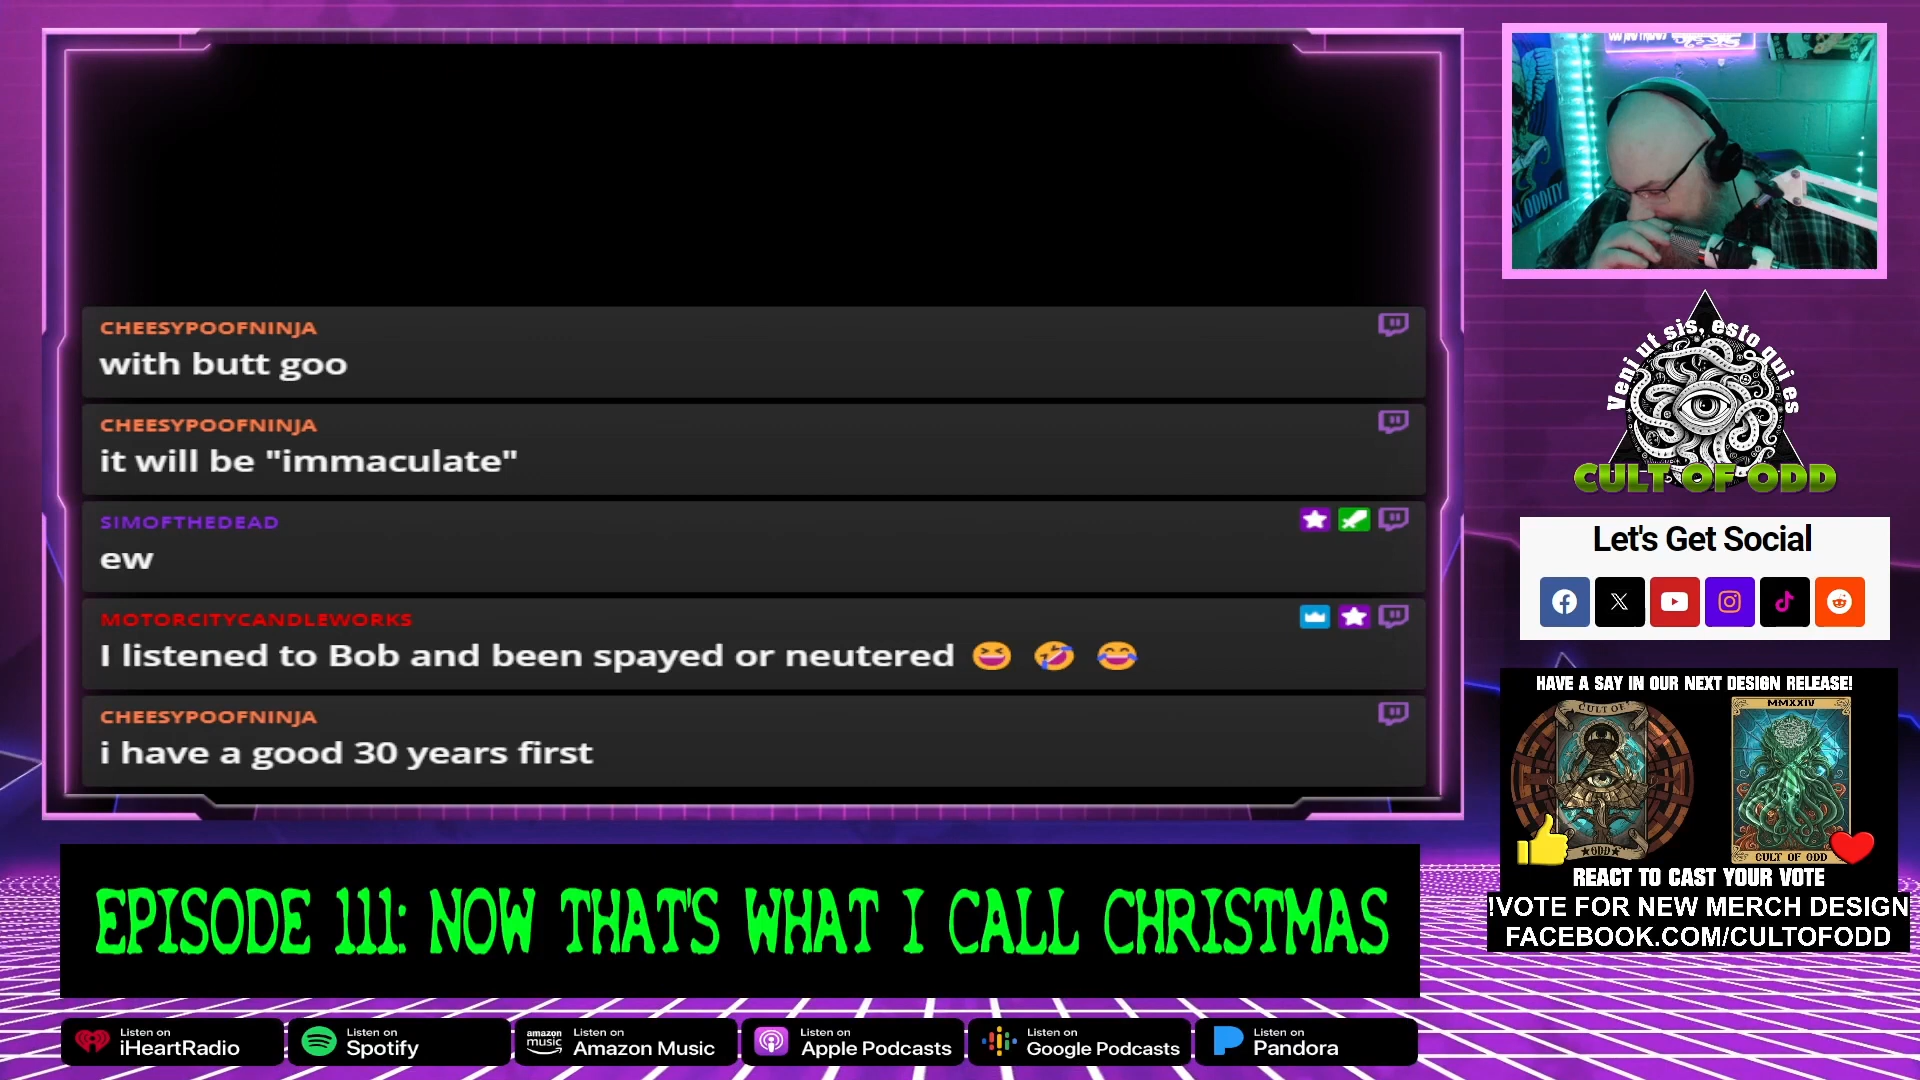 CHEESYPOOFNINJA
with butt goo
CHEESYPOOFNINJA
it will be "immaculate"
SIMOFTHEDEAD
ew
MOTORCITYCANDLEWORKS
I listened to Bob and been spayed or neutered 😆 🤣 😂
CHEESYPOOFNINJA
i have a good 30 years first
EPISODE 111: NOW THAT'S WHAT I CALL CHRISTMAS
Listen on
iHeartRadio
Listen on
Spotify
amazon music
Listen on
Amazon Music
Listen on
Apple Podcasts
Listen on
Google Podcasts
Listen on
Pandora
N ODDITY
Veni ut sis, esto qui es
CULT OF ODD
Let's Get Social
HAVE A SAY IN OUR NEXT DESIGN RELEASE!
CULT OF
ODD
MMXXIV
CULT OF ODD
REACT TO CAST YOUR VOTE
!VOTE FOR NEW MERCH DESIGN
FACEBOOK.COM/CULTOFODD